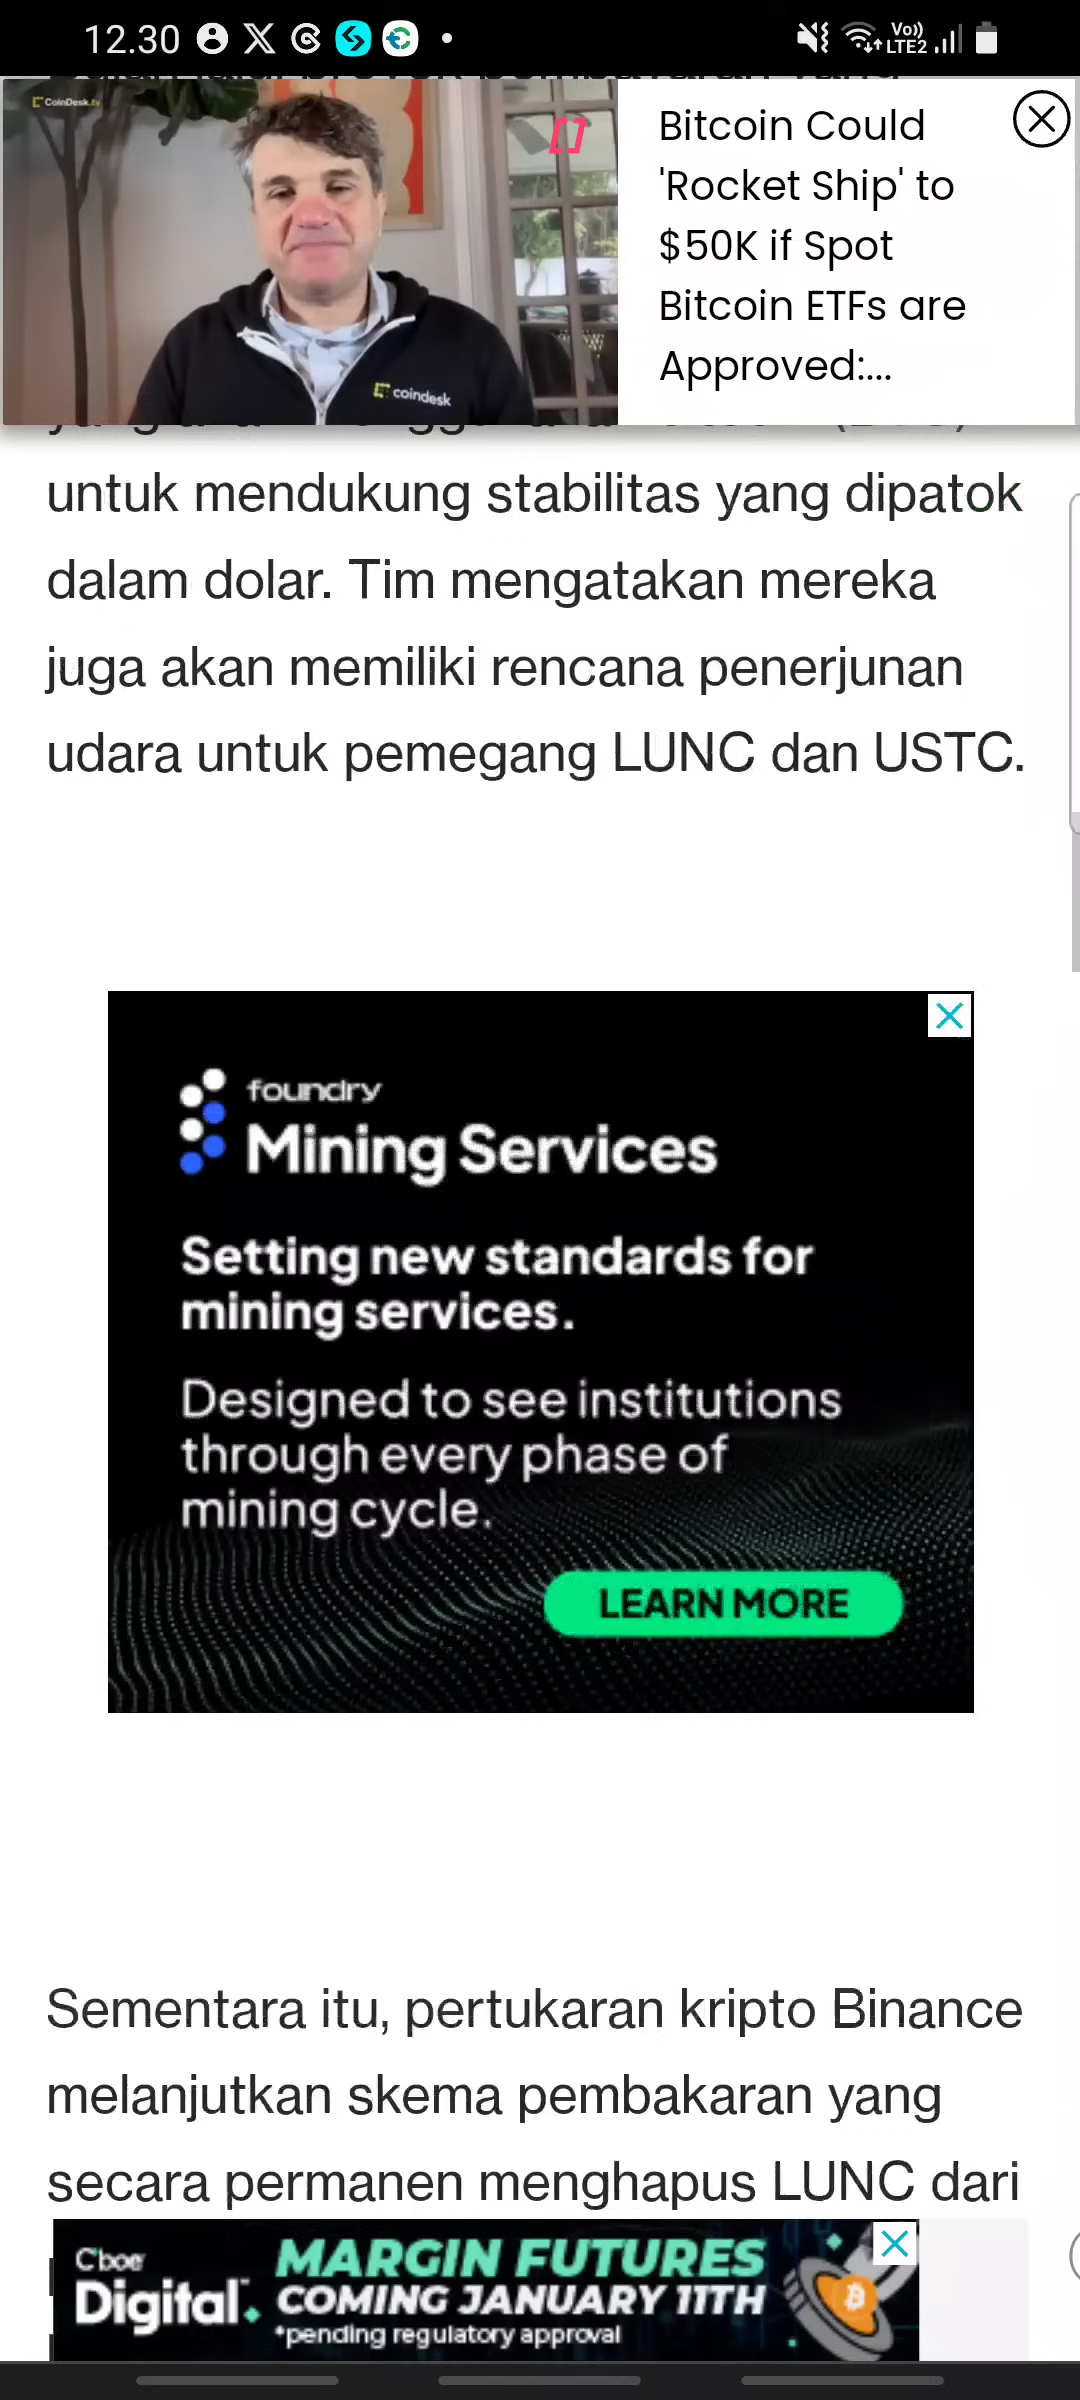 12.30
Vo))
LTE2
CoinDesk.tv
coindesk
Bitcoin Could
'Rocket Ship' to
$50K if Spot
Bitcoin ETFs are
Approved:...
untuk mendukung stabilitas yang dipatok
dalam dolar. Tim mengatakan mereka
juga akan memiliki rencana penerjunan
udara untuk pemegang LUNC dan USTC.
foundry
Mining Services
Setting new standards for
mining services.
Designed to see institutions
through every phase of
mining cycle.
LEARN MORE
Sementara itu, pertukaran kripto Binance
melanjutkan skema pembakaran yang
secara permanen menghapus LUNC dari
Cboe
Digital
MARGIN FUTURES
COMING JANUARY 11TH
*pending regulatory approval